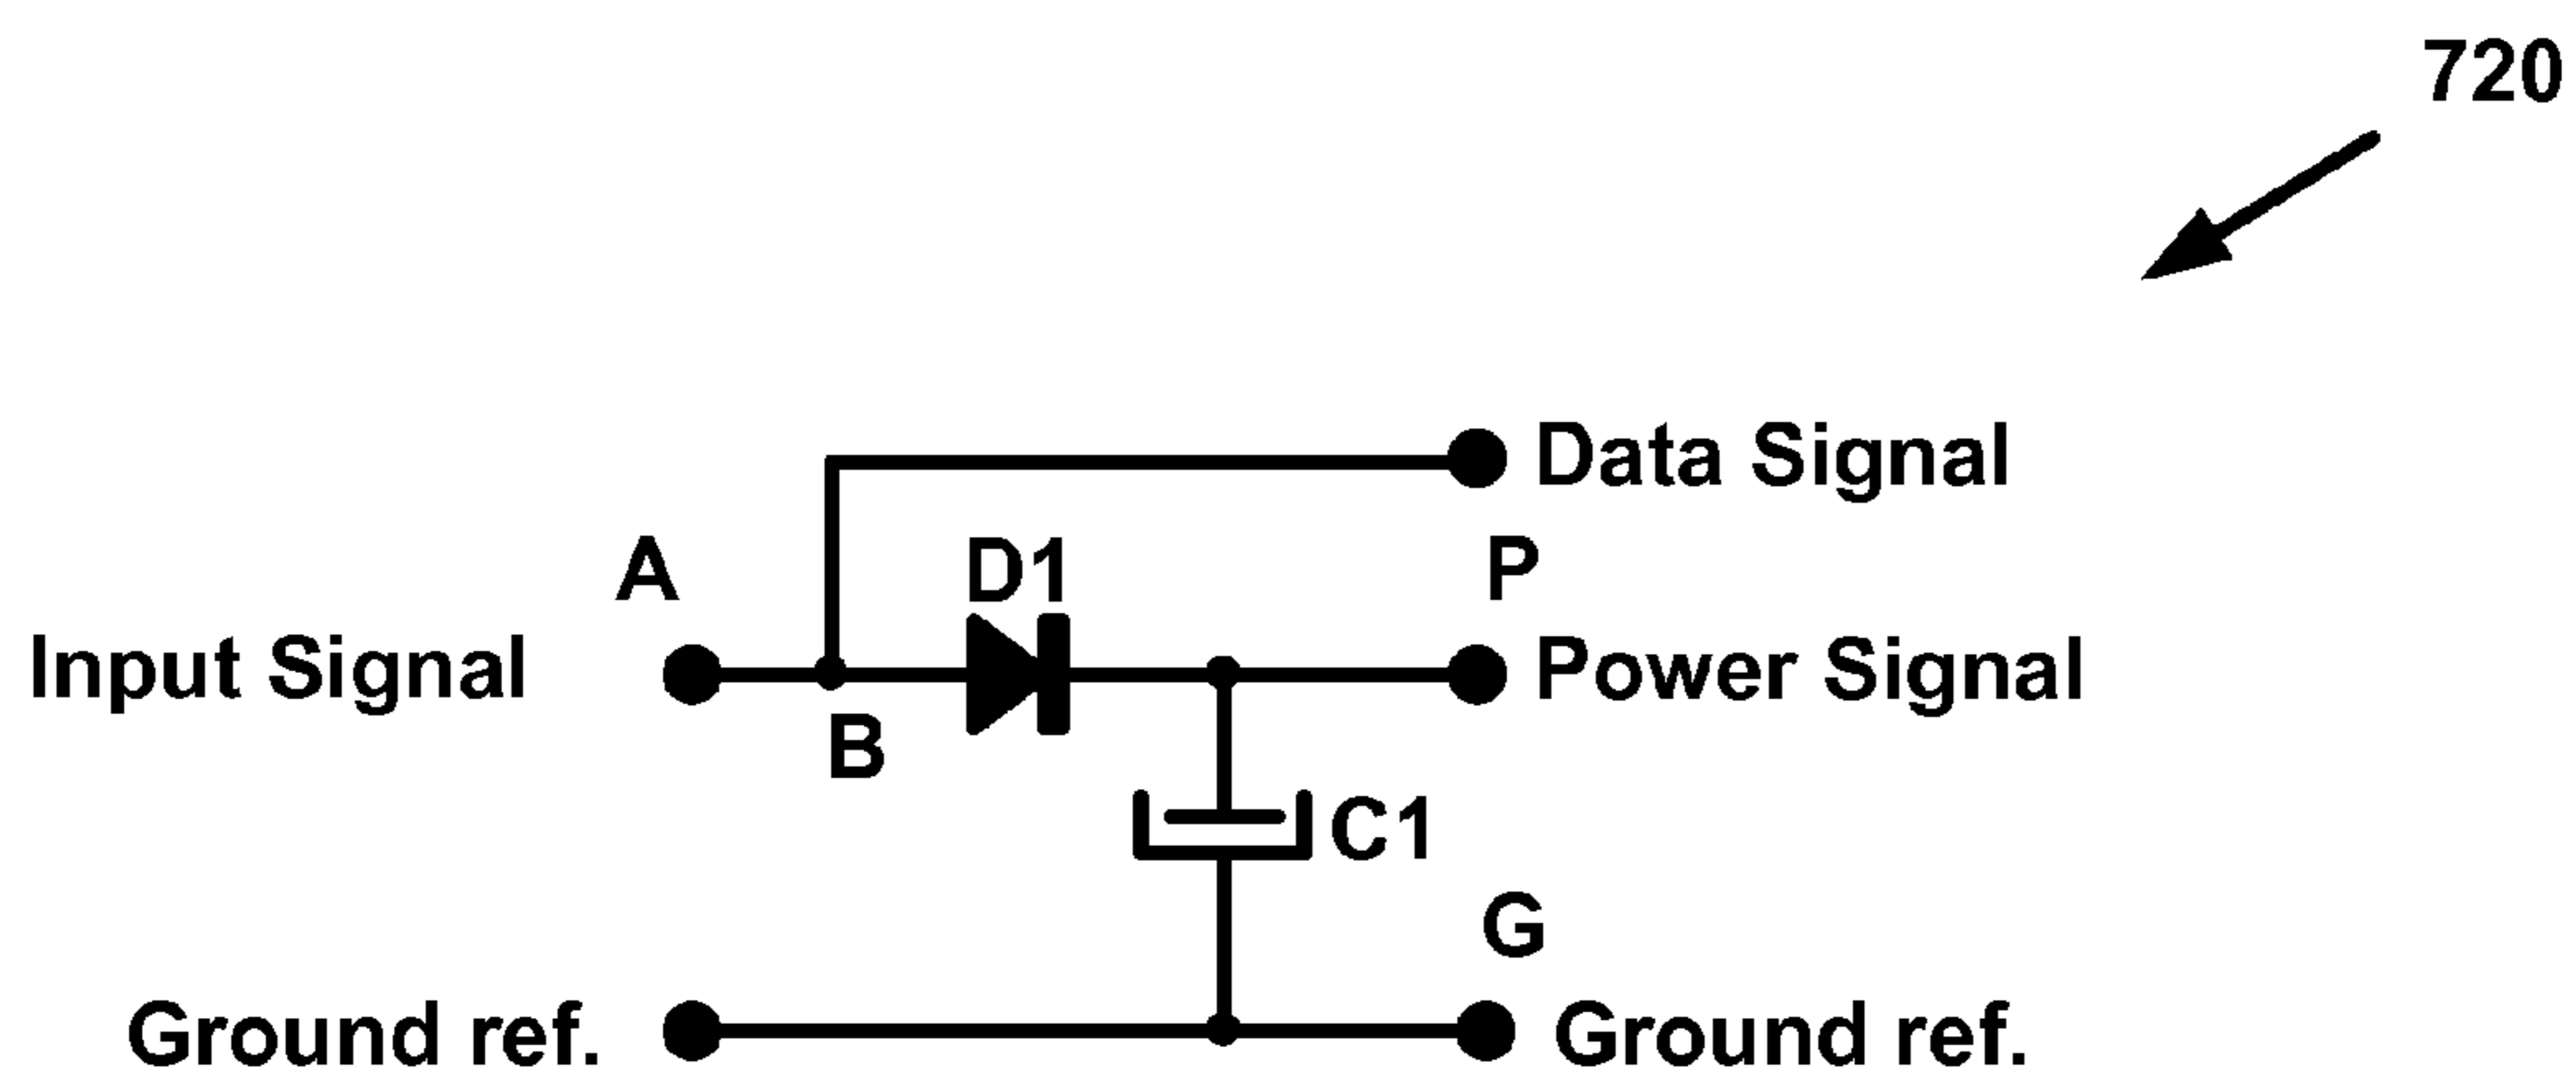 720
Data Signal
A
D1
P
Input Signal
Power Signal
B
C1
G
Ground ref.
Ground ref.